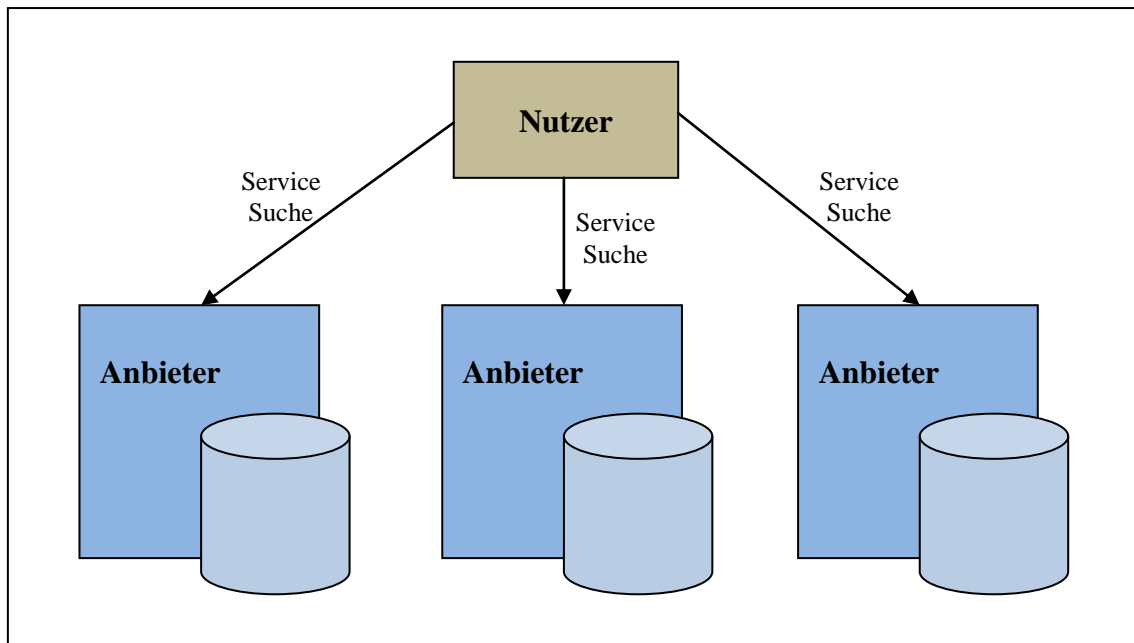 Nutzer
Service
Suche
Service
Suche
Service
Suche
Anbieter
Anbieter
Anbieter